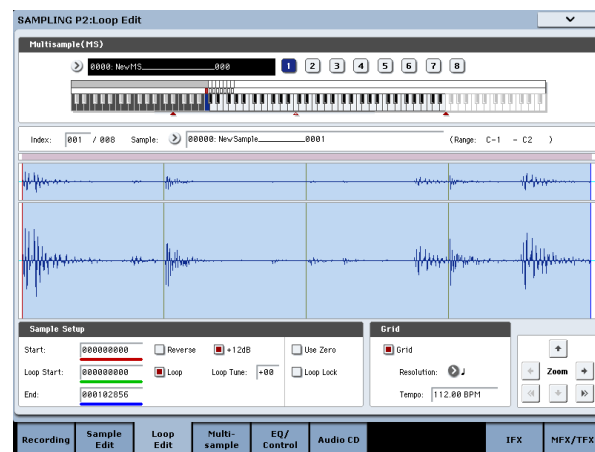 SAMPLING P2:Loop Edit
Multisample(MS)
0000: NewMS______________000 1 2 3 4 5 6 7 8
Index: 001 / 008 Sample: 00000: NewSample__________0001 (Range: C-1 - C2 )
Sample Setup
Start: 000000000 Reverse +12dB Use Zero
Loop Start: 000000000 Loop Loop Tune: +00 Loop Lock
End: 000102856
Grid
Grid
Resolution: ♩
Tempo: 112.00 BPM
Zoom
Recording
Sample Edit
Loop Edit
Multi-sample
EQ/Control
Audio CD
IFX
MFX/TFX